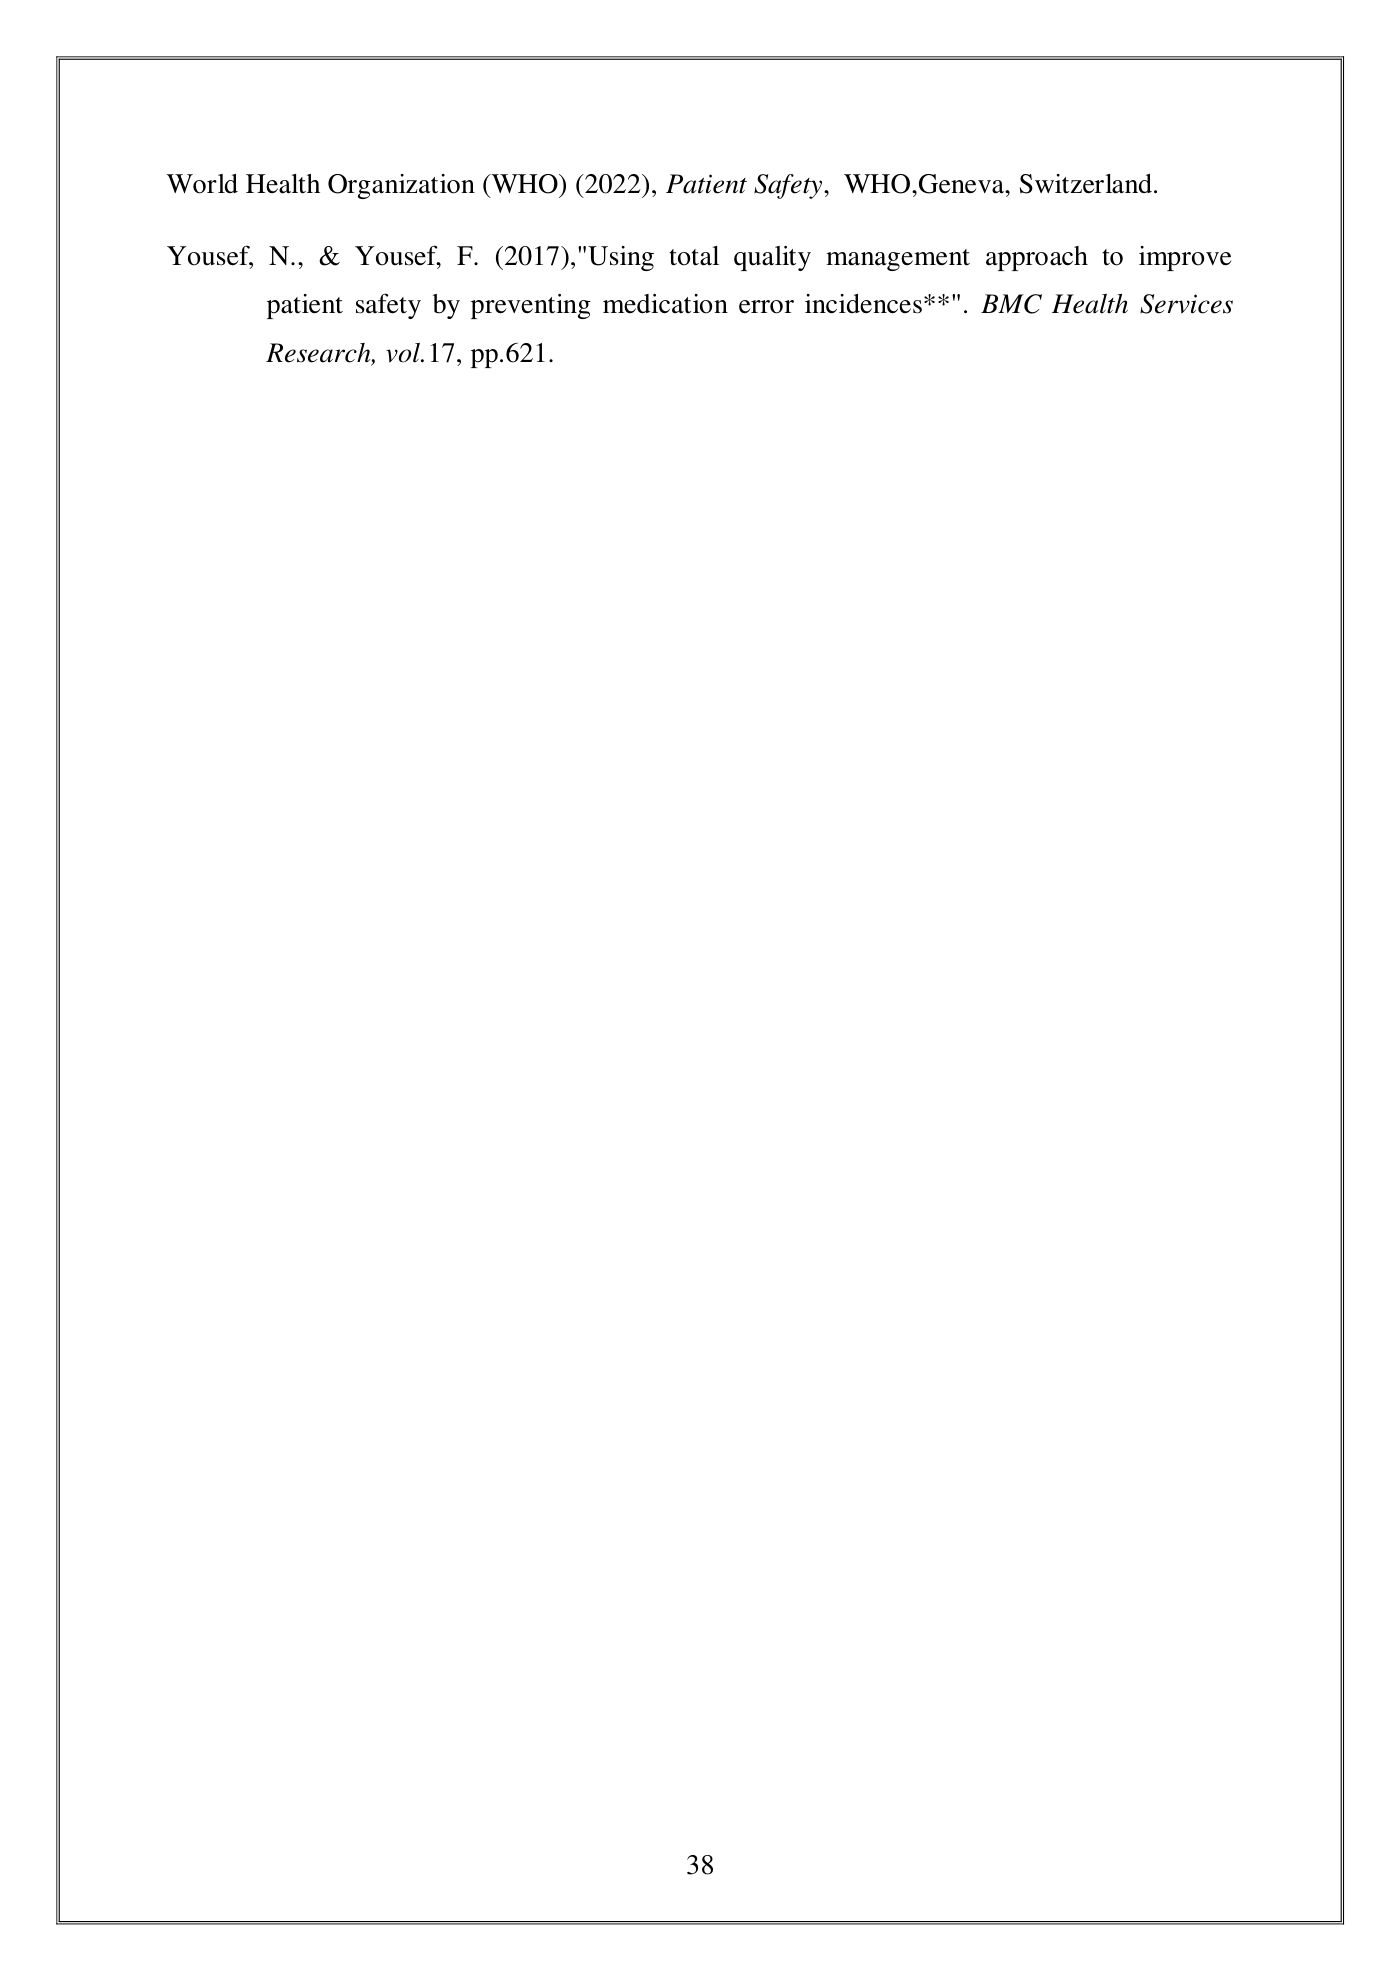 World Health Organization (WHO) (2022), Patient Safety,  WHO,Geneva, Switzerland.
Yousef, N., & Yousef, F. (2017),"Using total quality management approach to improve
patient safety by preventing medication error incidences**". BMC Health Services
Research, vol.17, pp.621.
38